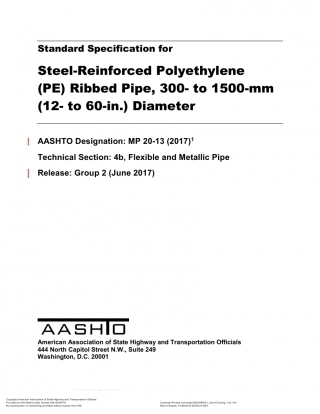 Standard Specification for
Steel-Reinforced Polyethylene
(PE) Ribbed Pipe, 300- to 1500-mm
(12- to 60-in.) Diameter
AASHTO Designation: MP 20-13 (2017)¹
Technical Section: 4b, Flexible and Metallic Pipe
Release: Group 2 (June 2017)
AASHTO
American Association of State Highway and Transportation Officials
444 North Capitol Street N.W., Suite 249
Washington, D.C. 20001